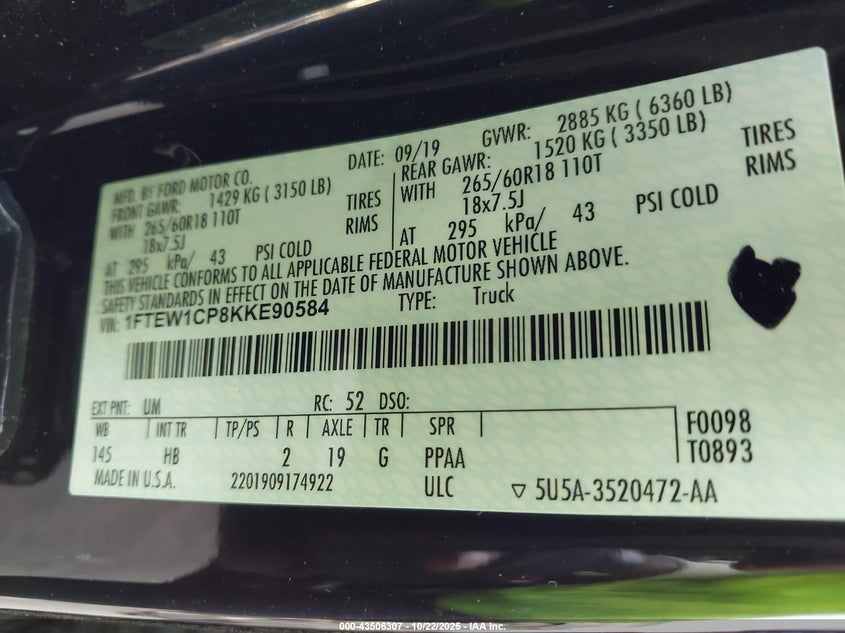 MFD. BY FORD MOTOR CO.
DATE: 09/19
GVWR: 2885 KG ( 6360 LB)
FRONT GAWR: 1429 KG ( 3150 LB)
REAR GAWR: 1520 KG ( 3350 LB)
WITH 265/60R18 110T TIRES
WITH 265/60R18 110T TIRES
18x7.5J RIMS
18x7.5J RIMS
AT 295 kPa/ 43 PSI COLD
AT 295 kPa/ 43 PSI COLD
THIS VEHICLE CONFORMS TO ALL APPLICABLE FEDERAL MOTOR VEHICLE
SAFETY STANDARDS IN EFFECT ON THE DATE OF MANUFACTURE SHOWN ABOVE.
VIN: 1FTEW1CP8KKE90584 TYPE: Truck
EXT PNT: UM RC: 52 DSO:
WB INT TR TP/PS R AXLE TR SPR
F0098
145 HB 2 19 G PPAA
T0893
MADE IN U.S.A. 2201909174922 ULC 5U5A-3520472-AA
000-43506307 - 10/22/2025 - IAA Inc.